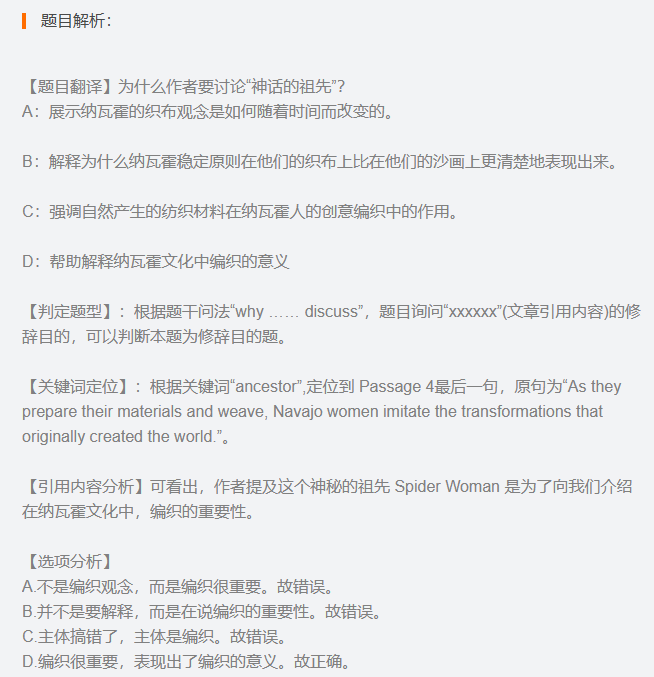 题目解析：
【题目翻译】为什么作者要讨论“神话的祖先”？
A：展示纳瓦霍的织布观念是如何随着时间而改变的。
B：解释为什么纳瓦霍稳定原则在他们的织布上比在他们的沙画上更清楚地表现出来。
C：强调自然产生的纺织材料在纳瓦霍人的创意编织中的作用。
D：帮助解释纳瓦霍文化中编织的意义
【判定题型】：根据题干问法“why …… discuss”，题目询问“xxxxxx”(文章引用内容)的修
辞目的，可以判断本题为修辞目的题。
【关键词定位】：根据关键词“ancestor”,定位到 Passage 4最后一句，原句为“As they
prepare their materials and weave, Navajo women imitate the transformations that
originally created the world.”。
【引用内容分析】可看出，作者提及这个神秘的祖先 Spider Woman 是为了向我们介绍
在纳瓦霍文化中，编织的重要性。
【选项分析】
A.不是编织观念，而是编织很重要。故错误。
B.并不是要解释，而是在说编织的重要性。故错误。
C.主体搞错了，主体是编织。故错误。
D.编织很重要，表现出了编织的意义。故正确。